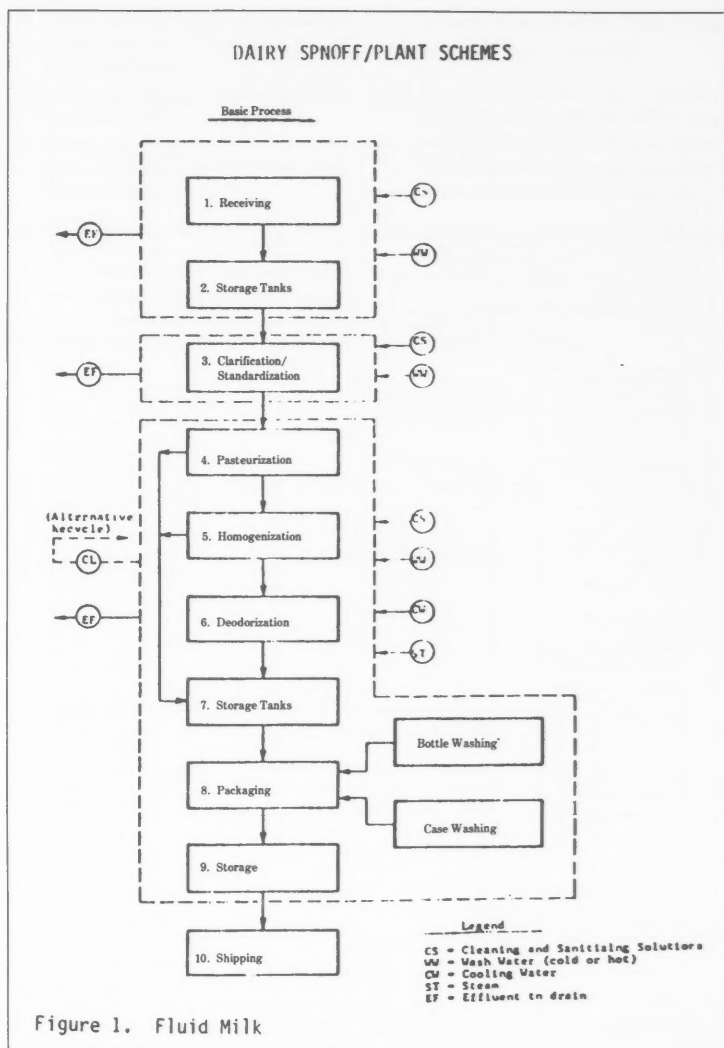 DAIRY SPNOFF/PLANT SCHEMES
Basic Process
1. Receiving
CS
EF
WW
2. Storage Tanks
CS
3. Clarification/
Standardization
EF
WW
4. Pasteurization
(Alternative
Recycle)
CS
5. Homogenization
CL
WW
CW
EF
6. Deodorization
ST
7. Storage Tanks
Bottle Washing
8. Packaging
Case Washing
9. Storage
Legend
CS = Cleaning and Sanitizing Solutions
WW = Wash Water (cold or hot)
CW = Cooling Water
ST = Steam
EF = Effluent to drain
10. Shipping
Figure 1. Fluid Milk